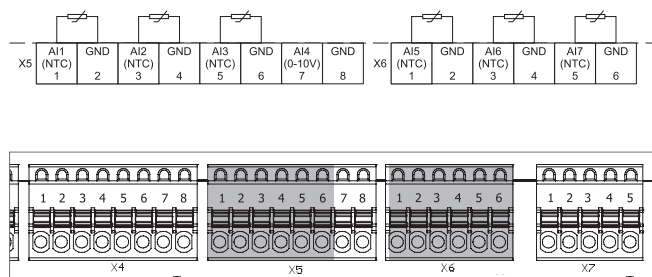 AI1 GND AI2 GND AI3 GND AI4 GND AI5 GND AI6 GND AI7 GND
X5 (NTC) (NTC) (NTC) (0-10V) X6 (NTC) (NTC) (NTC)
1 2 3 4 5 6 7 8 1 2 3 4 5 6
1 2 3 4 5 6 7 8 1 2 3 4 5 6 7 8 1 2 3 4 5 6 1 2 3 4 5
X4 X5 X6 X7